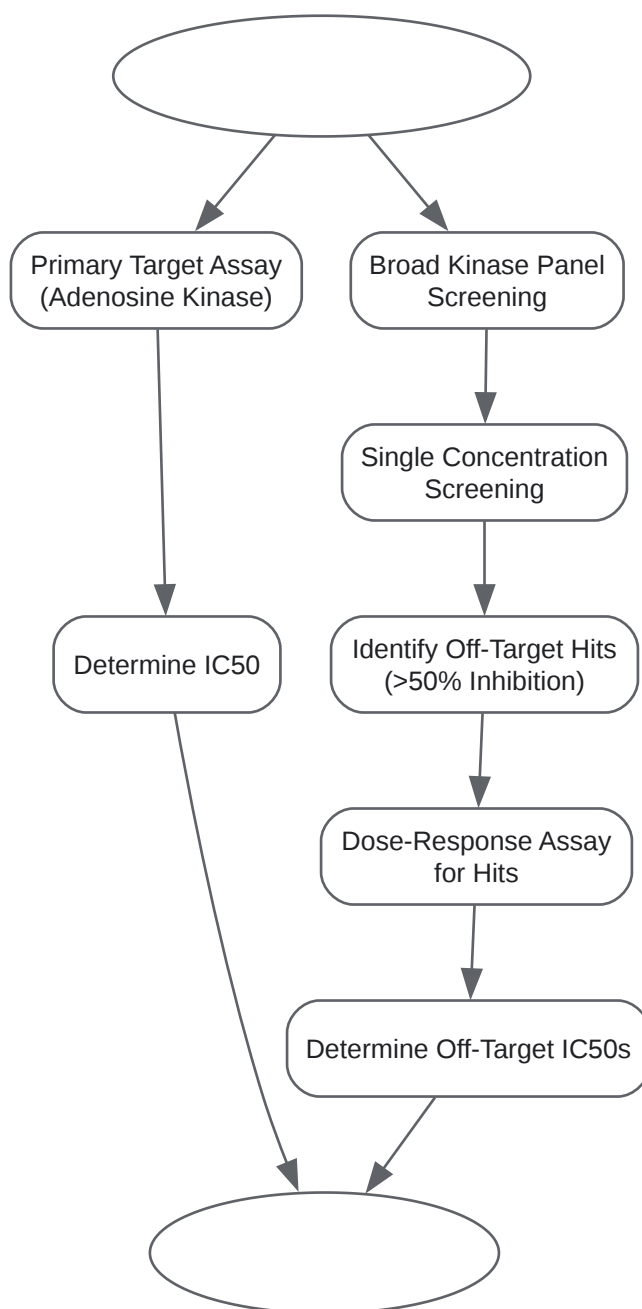 Primary Target Assay
(Adenosine Kinase)
Broad Kinase Panel
Screening
Single Concentration
Screening
Determine IC50
Identify Off-Target Hits
(>50% Inhibition)
Dose-Response Assay
for Hits
Determine Off-Target IC50s